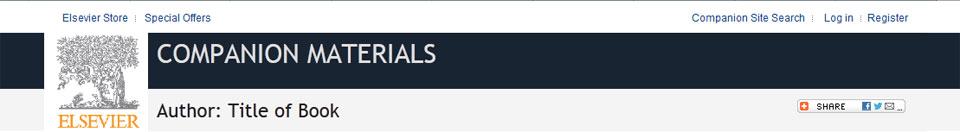 Elsevier Store Special Offers Companion Site Search Log in Register
COMPANION MATERIALS
Author: Title of Book
SHARE ...
ELSEVIER